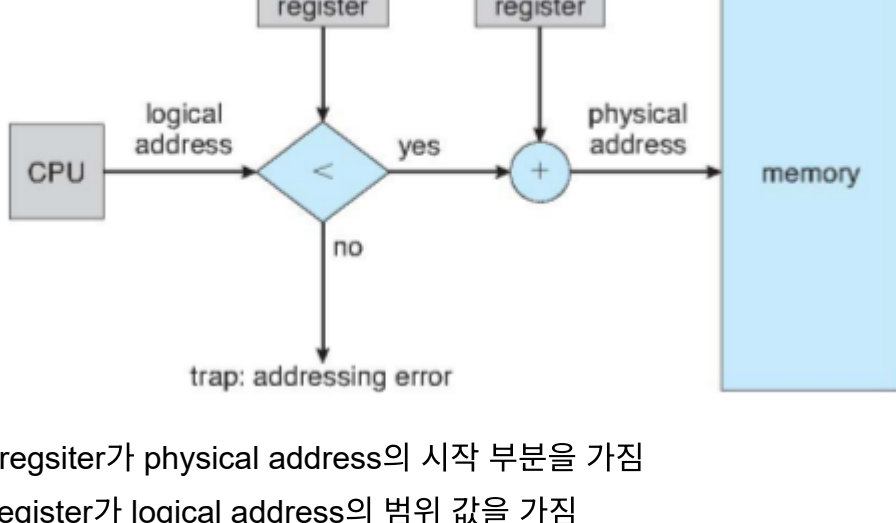 register
register
logical
address
physical
address
CPU
<
yes
+
memory
no
trap: addressing error
regsiter가 physical address의 시작 부분을 가짐
egister가 logical address의 범위 값을 가짐